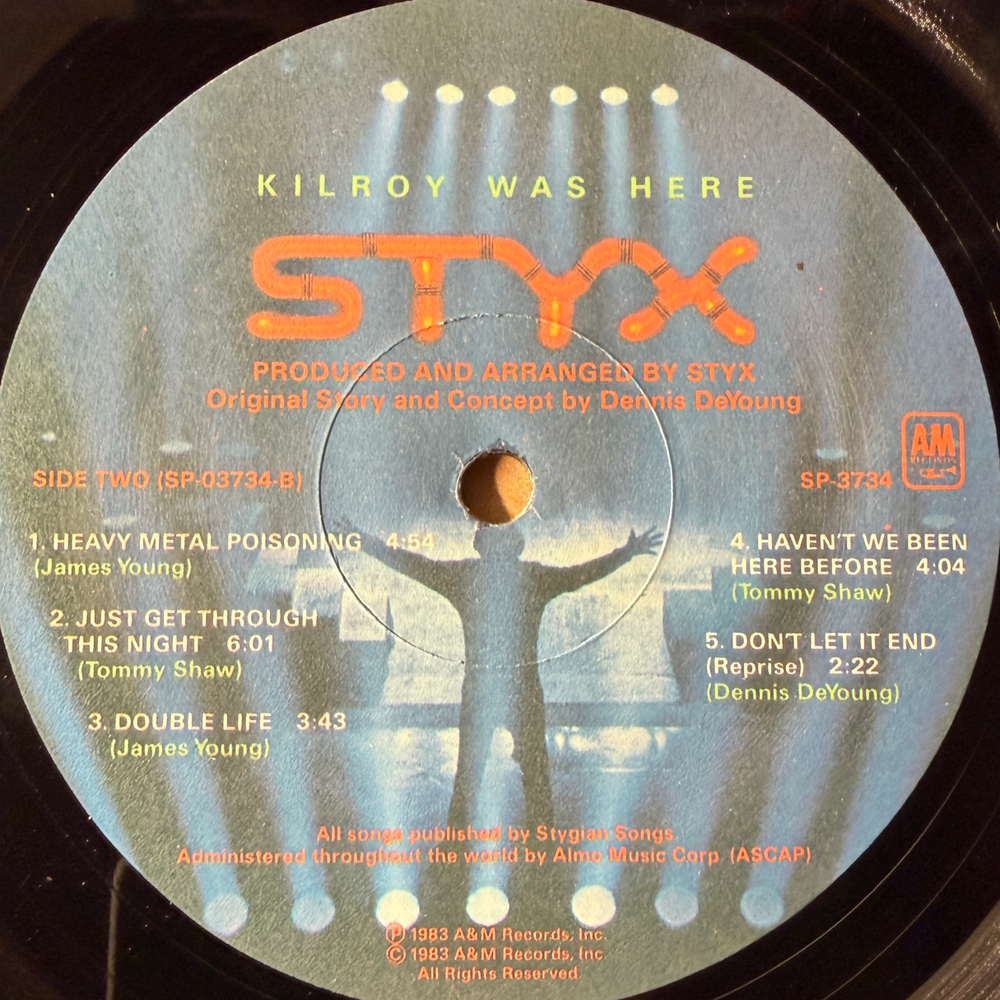 KILROY WAS HERE
STYX
PRODUCED AND ARRANGED BY STYX
Original Story and Concept by Dennis DeYoung
SIDE TWO (SP-03734-B)
SP-3734
AM
RECORDS
1. HEAVY METAL POISONING 4:54
(James Young)
2. JUST GET THROUGH
THIS NIGHT 6:01
(Tommy Shaw)
3. DOUBLE LIFE 3:43
(James Young)
4. HAVEN'T WE BEEN
HERE BEFORE 4:04
(Tommy Shaw)
5. DON'T LET IT END
(Reprise) 2:22
(Dennis DeYoung)
All songs published by Stygian Songs
Administered throughout the world by Almo Music Corp (ASCAP)
Ⓟ 1983 A&M Records, Inc.
© 1983 A&M Records, Inc
All Rights Reserved